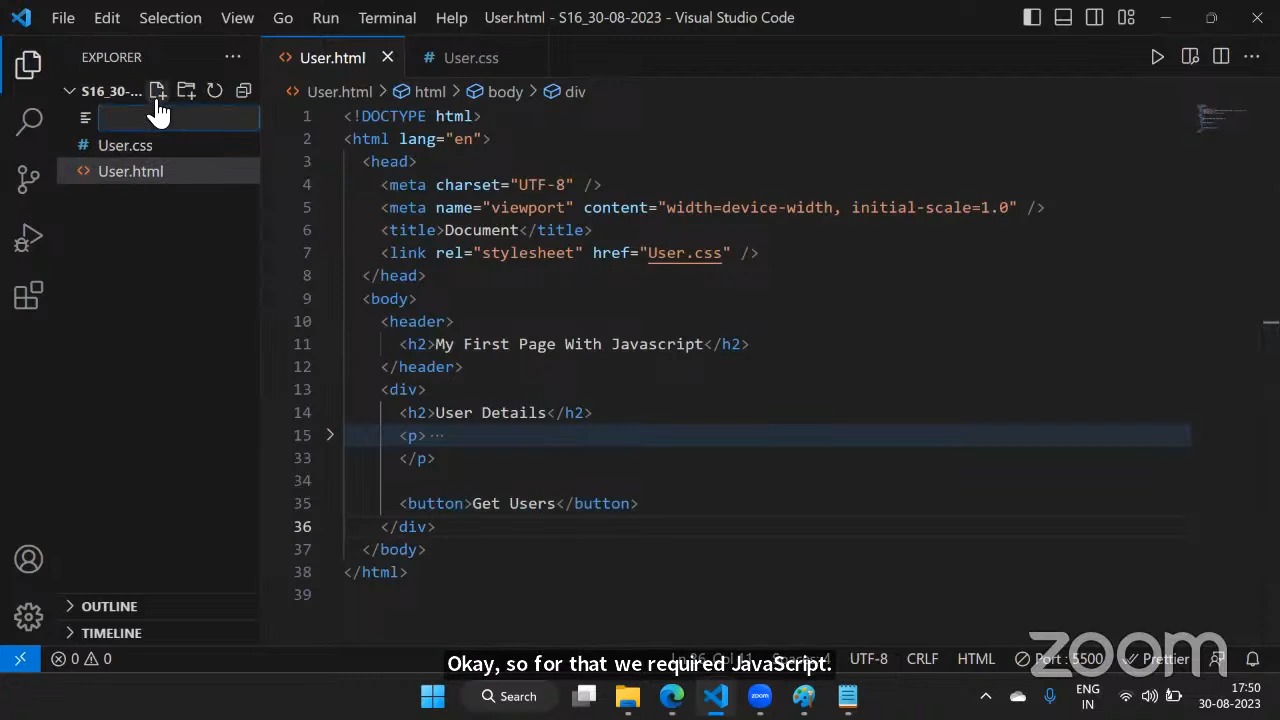 File Edit Selection View Go Run Terminal Help User.html - S16_30-08-2023 - Visual Studio Code
EXPLORER
S16_30-...
# User.css
<> User.html
<> User.html
# User.css
<> User.html > html > body > div
1 <!DOCTYPE html>
2 <html lang="en">
3 <head>
4 <meta charset="UTF-8" />
5 <meta name="viewport" content="width=device-width, initial-scale=1.0" />
6 <title>Document</title>
7 <link rel="stylesheet" href="User.css" />
8 </head>
9 <body>
10 <header>
11 <h2>My First Page With Javascript</h2>
12 </header>
13 <div>
14 <h2>User Details</h2>
15 <p>...
33 </p>
34
35 <button>Get Users</button>
36 </div>
37 </body>
38 </html>
39
OUTLINE
TIMELINE
0 0 UTF-8 CRLF HTML Port : 5500 Prettier
Okay, so for that we required JavaScript.
zoom
Search
zoom
ENG
IN
17:50
30-08-2023